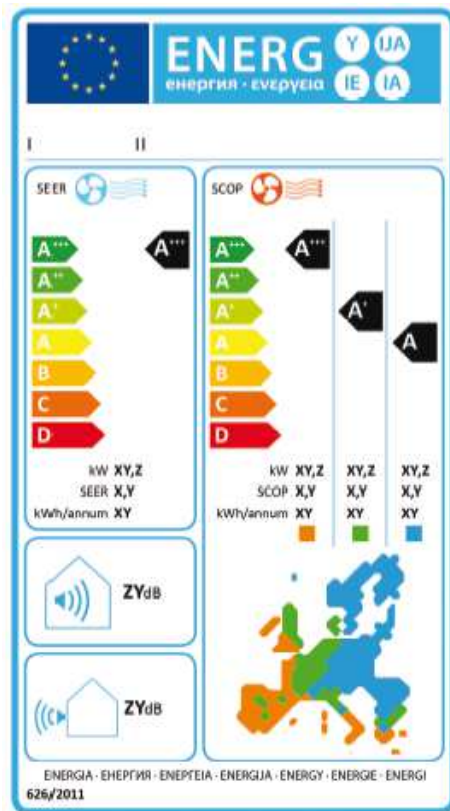 ENERG Y IJA
енергия · ενεργεια IE IA
I II
SEER
A+++ A+++
A++
A+
A
B
C
D
kW XY,Z
SEER X,Y
kWh/annum XY
SCOP
A+++ A+++
A++
A+ A+
A A
B
C
D
kW XY,Z XY,Z XY,Z
SCOP X,Y X,Y X,Y
kWh/annum XY XY XY
ZYdB
ZYdB
ENERGIA · ЕНЕРГИЯ · ΕΝΕΡΓΕΙΑ · ENERGIJA · ENERGY · ENERGIE · ENERGI
626/2011